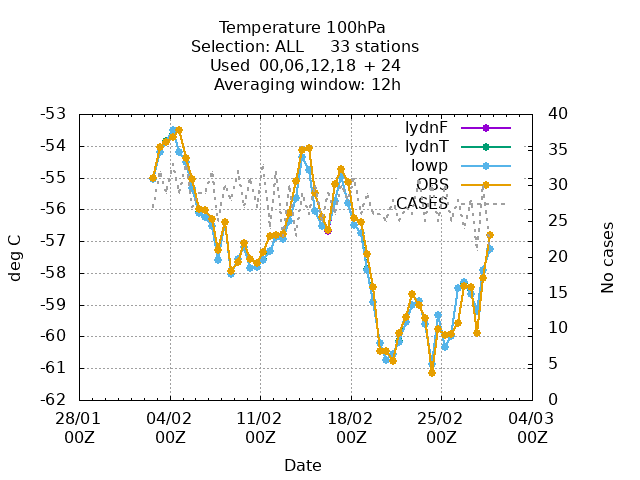 Temperature 100hPa
Selection: ALL 33 stations
Used 00,06,12,18 + 24
Averaging window: 12h
-53
-54
-55
-56
-57
-58
-59
-60
-61
-62
40
35
30
25
20
15
10
5
0
lydnF
lydnT
lowp
OBS
CASES
deg C
No cases
28/01 04/02 11/02 18/02 25/02 04/03
00Z 00Z 00Z 00Z 00Z 00Z
Date